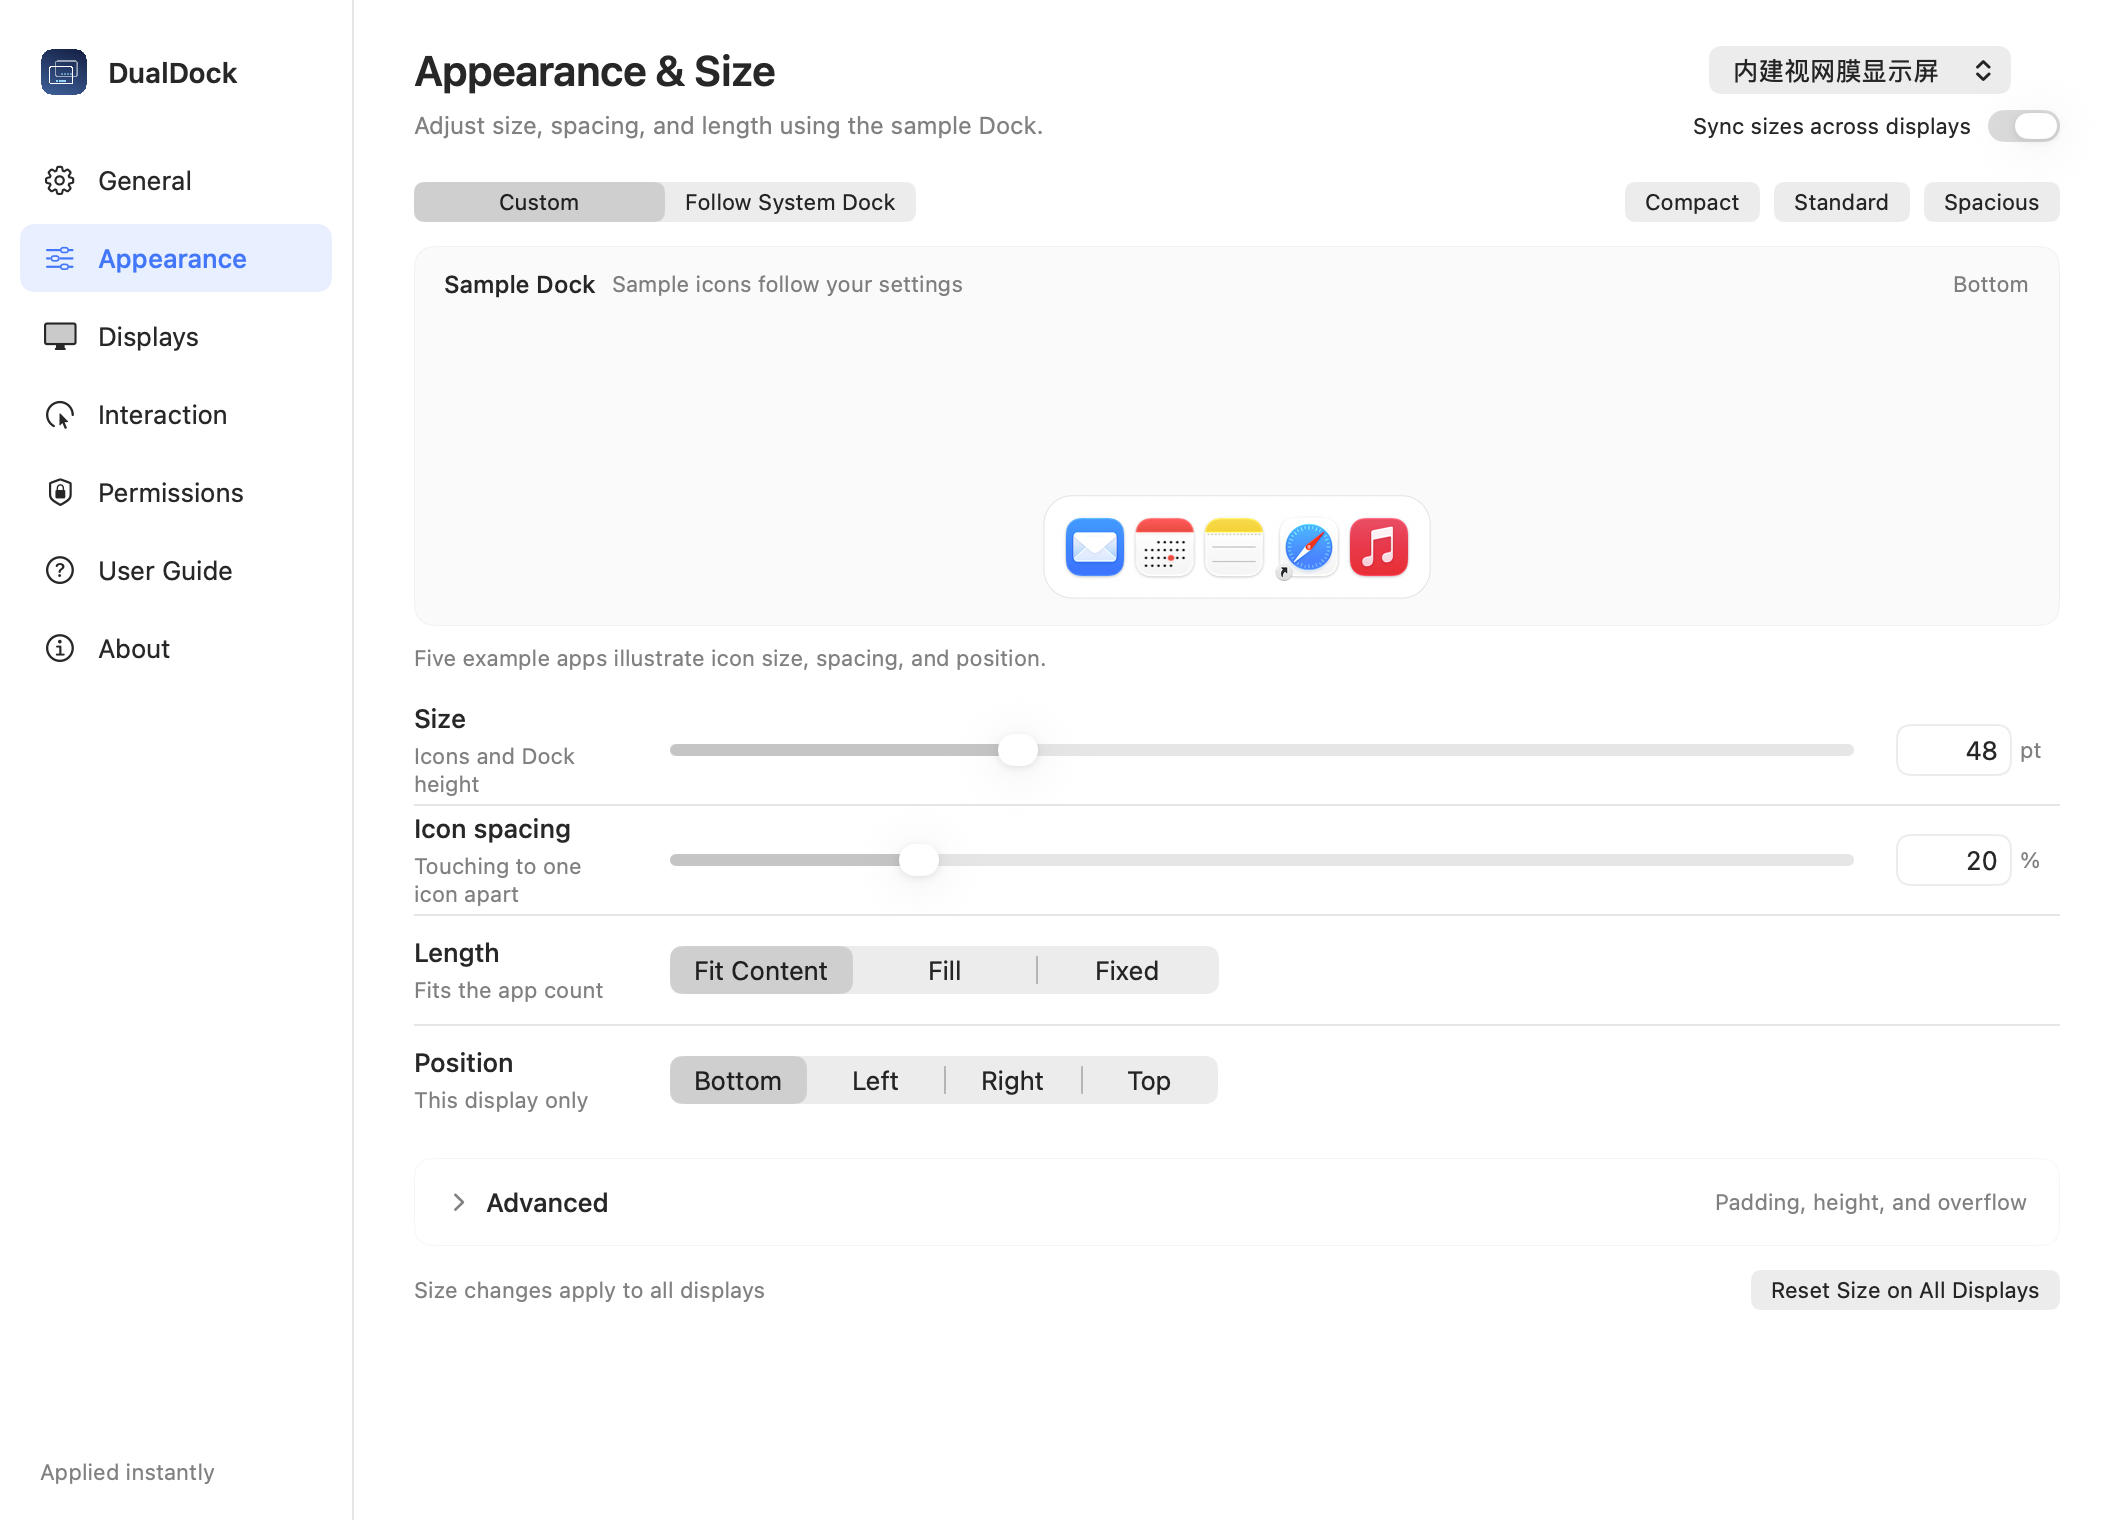 DualDock
General
Appearance
Displays
Interaction
Permissions
User Guide
About
Applied instantly
Appearance & Size
内建视网膜显示屏
Adjust size, spacing, and length using the sample Dock.
Sync sizes across displays
Custom
Follow System Dock
Compact
Standard
Spacious
Sample Dock
Sample icons follow your settings
Bottom
Five example apps illustrate icon size, spacing, and position.
Size
Icons and Dock
height
48
pt
Icon spacing
Touching to one
icon apart
20
%
Length
Fits the app count
Fit Content
Fill
Fixed
Position
This display only
Bottom
Left
Right
Top
Advanced
Padding, height, and overflow
Size changes apply to all displays
Reset Size on All Displays